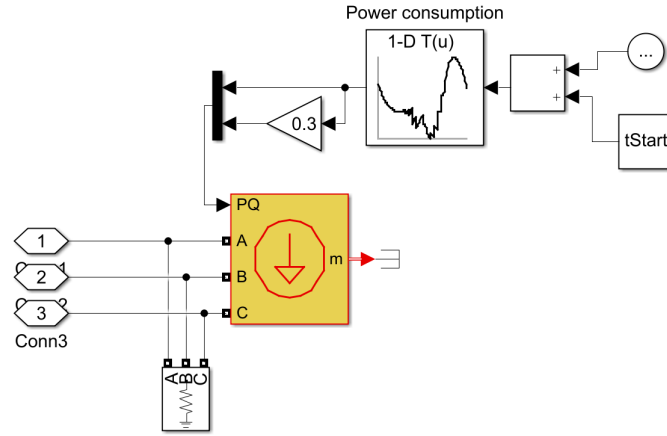 Power consumption
1-D T(u)
...
+
+
tStart
0.3
PQ
1
A
m
2
B
3
C
Conn3
A
B
C